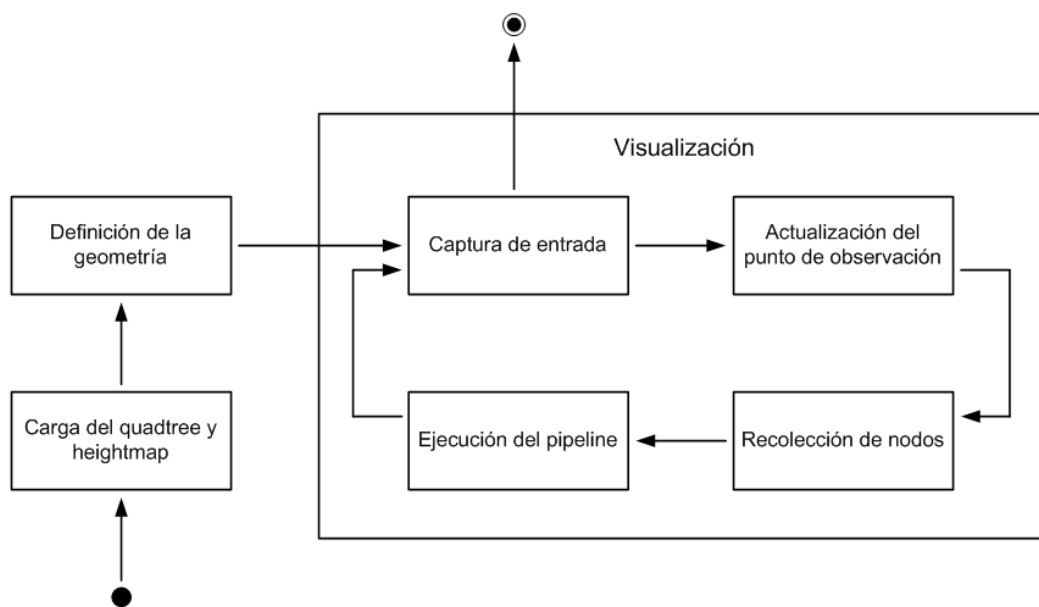 Visualización
Definición de la
geometría
Captura de entrada
Actualización del
punto de observación
Carga del quadtree y
heightmap
Ejecución del pipeline
Recolección de nodos